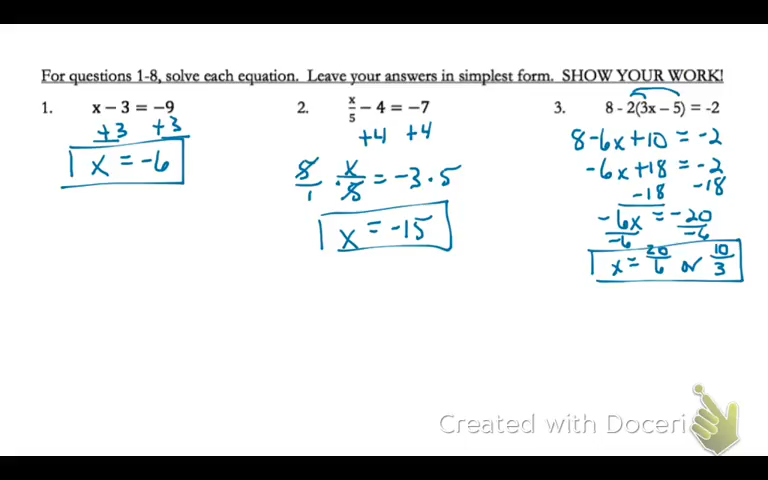 For questions 1-8, solve each equation. Leave your answers in simplest form. SHOW YOUR WORK!
1. x – 3 = –9
+3 +3
x = -6
2. x/5 – 4 = –7
+4 +4
5/1 · x/5 = -3 · 5
x = -15
3. 8 - 2(3x – 5) = -2
8 - 6x + 10 = -2
-6x + 18 = -2
-18 -18
-6x = -20
-6 -6
x = 20/6 or 10/3
Created with Doceri